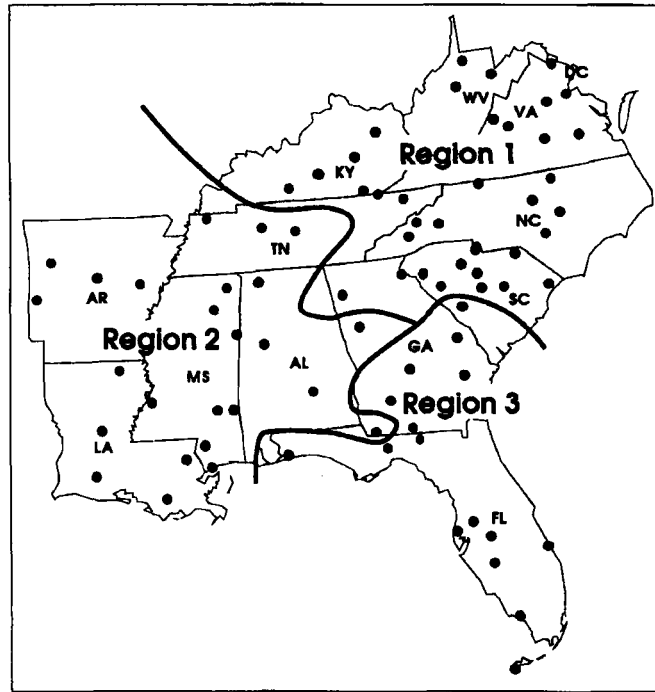 DC
WV
VA
Region 1
KY
NC
TN
AR
SC
Region 2
GA
AL
MS
Region 3
LA
FL